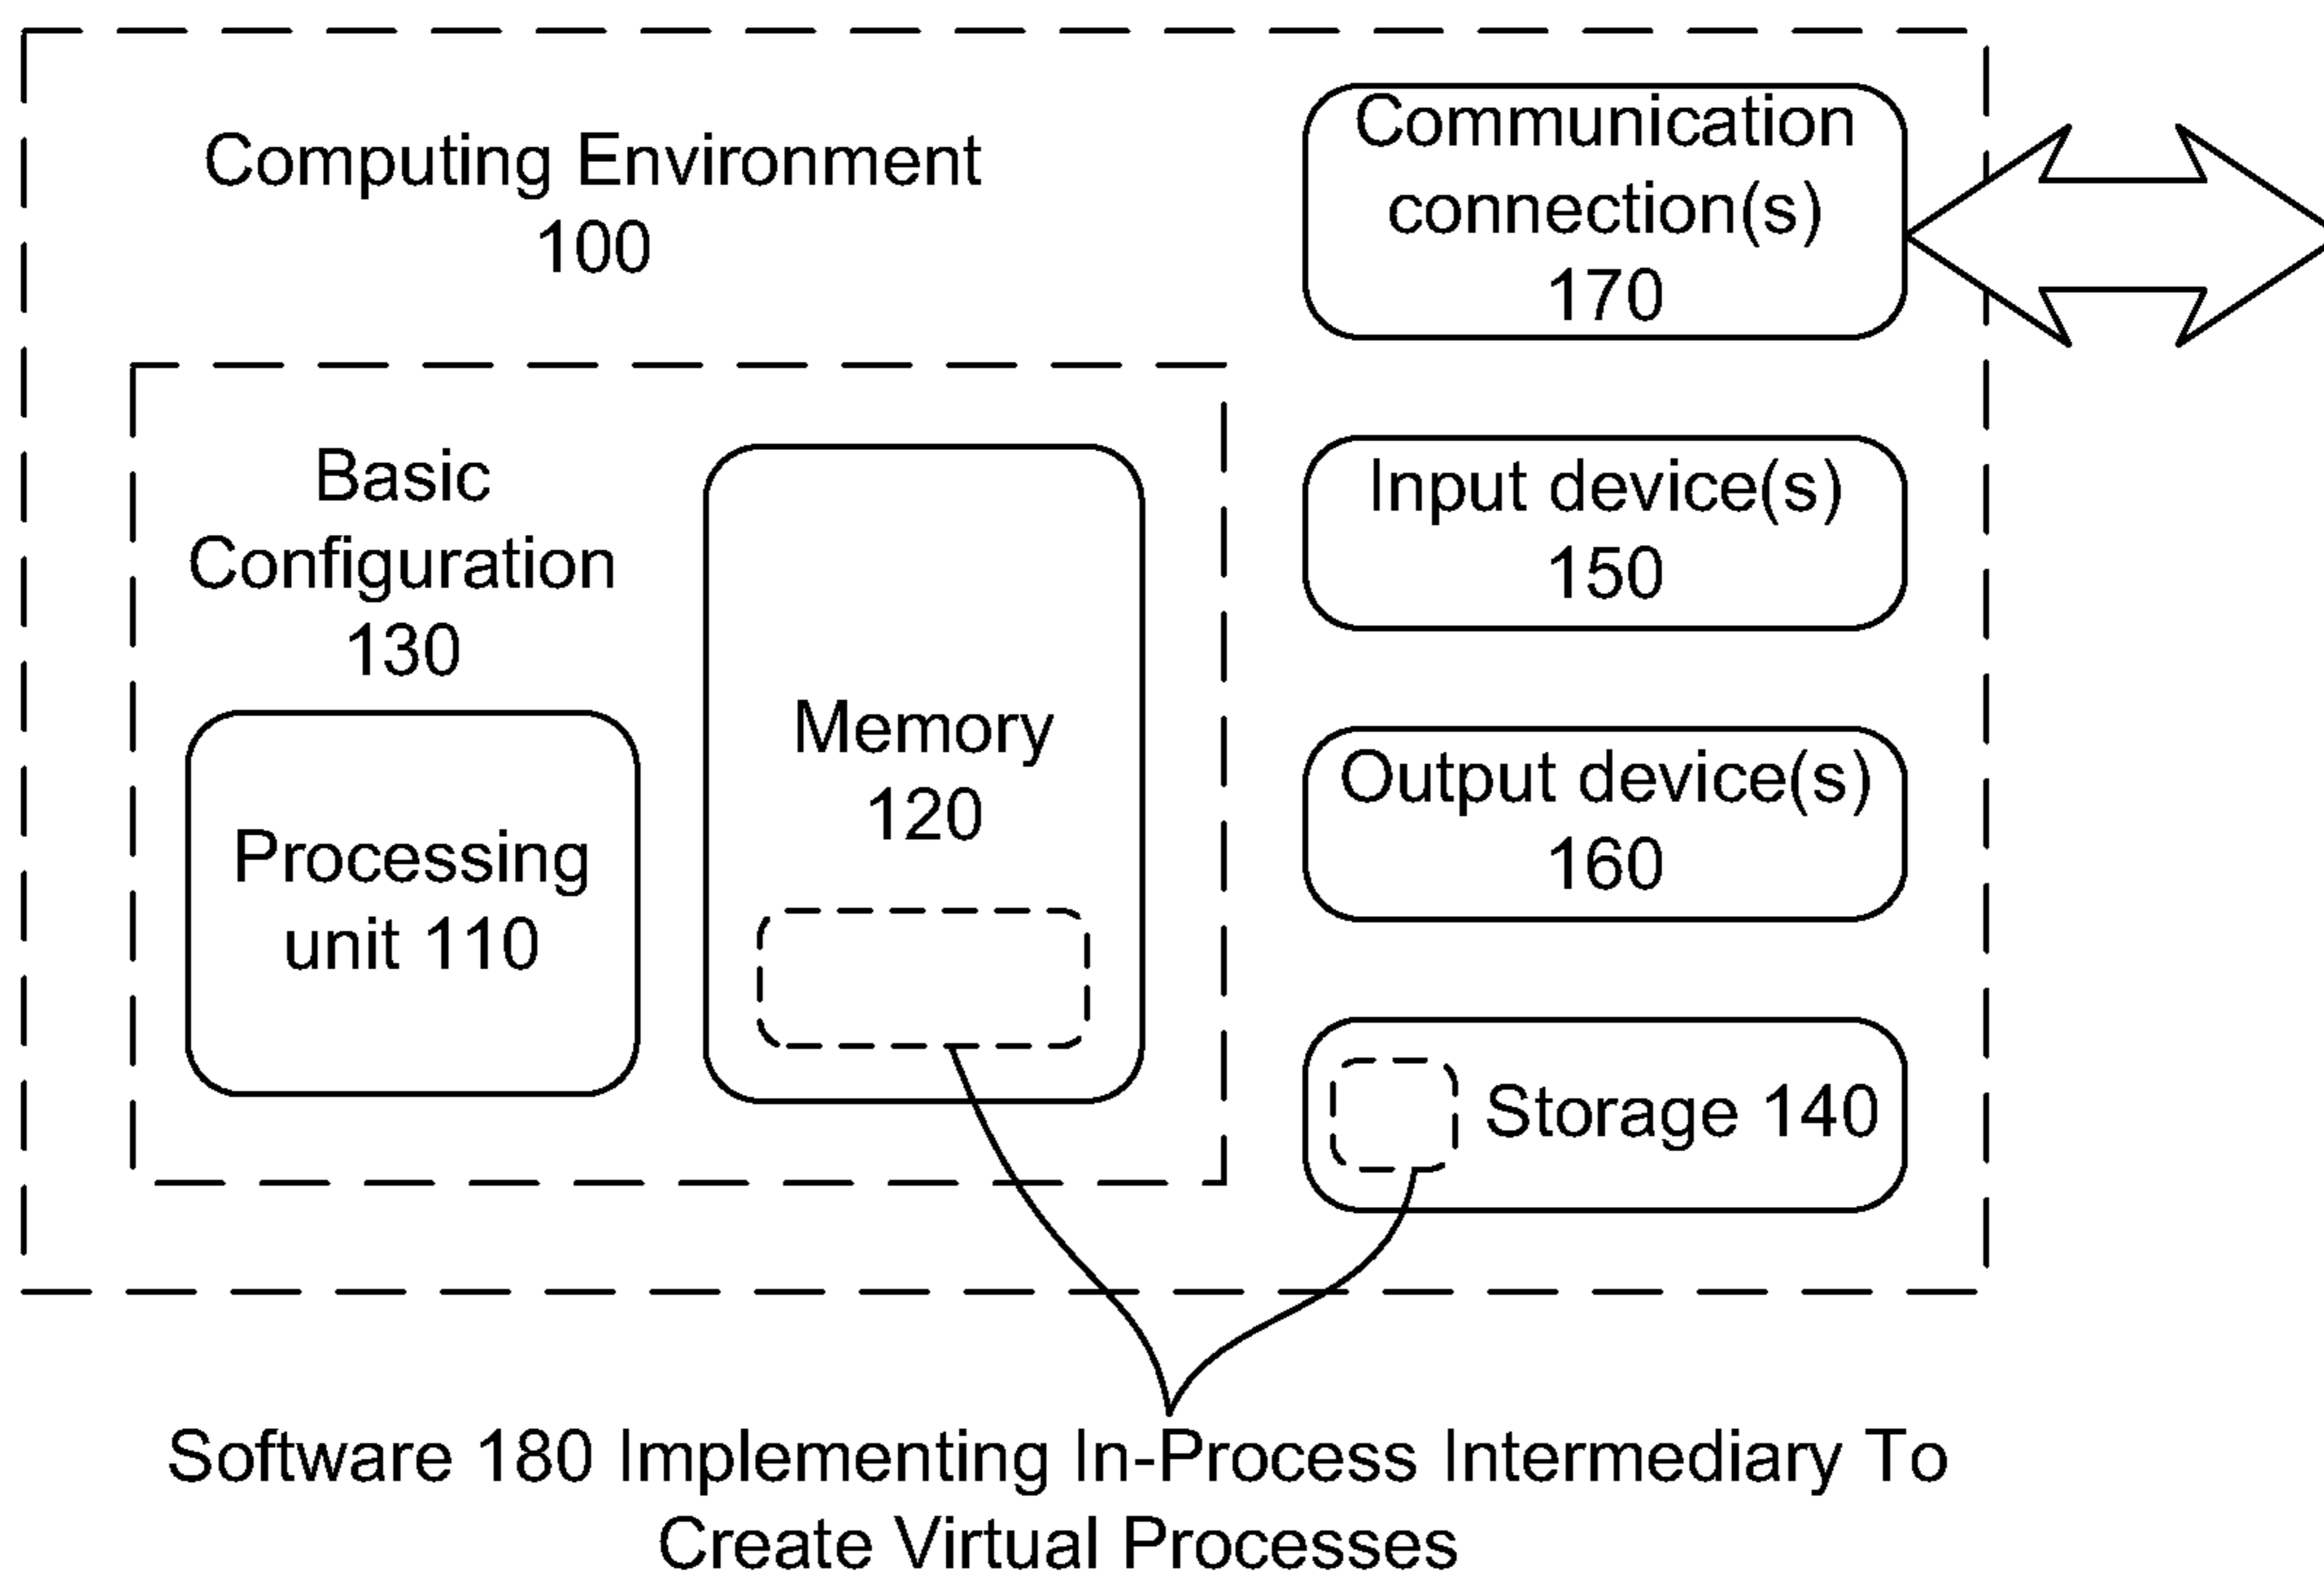 Computing Environment
100
Communication
connection(s)
170
Basic
Configuration
130
Processing
unit 110
Memory
120
Input device(s)
150
Output device(s)
160
Storage 140
Software 180 Implementing In-Process Intermediary To
Create Virtual Processes